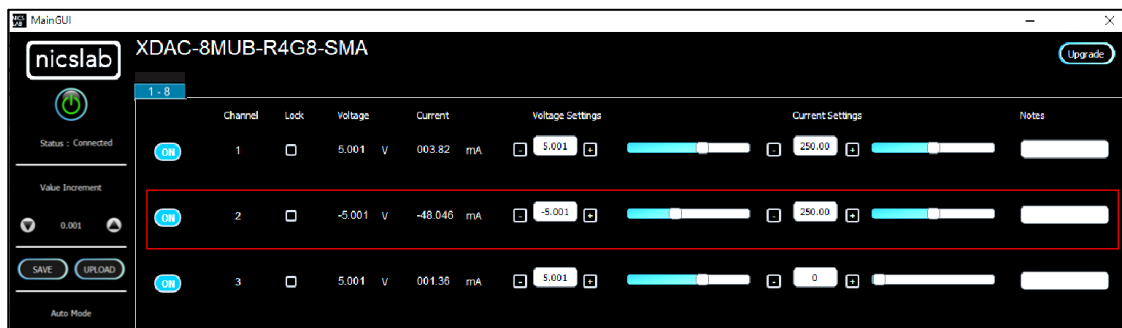 NICS LAB MainGUI
nicslab XDAC-8MUB-R4G8-SMA Upgrade
1 - 8
Channel Lock Voltage Current Voltage Settings Current Settings Notes
Status : Connected
ON 1 5.001 V 003.82 mA - 5.001 + - 250.00 +
Value Increment
ON 2 -5.001 V -48.046 mA - -5.001 + - 250.00 +
0.001
SAVE UPLOAD
ON 3 5.001 V 001.36 mA - 5.001 + - 0 +
Auto Mode